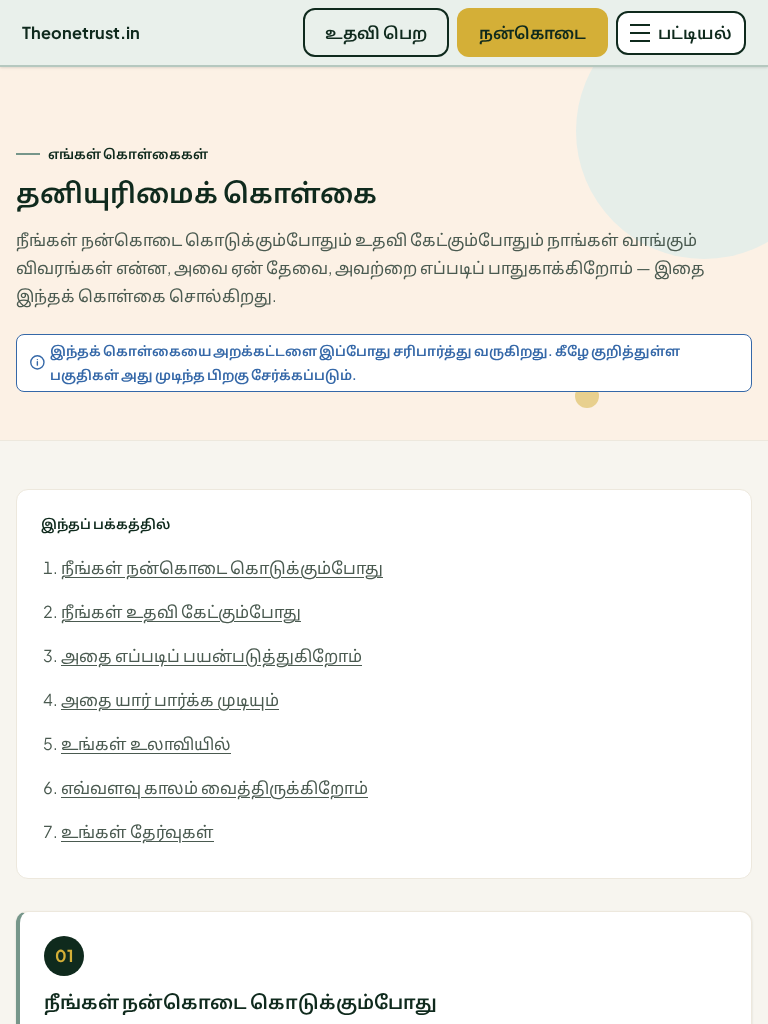 Theonetrust.in
உதவி பெற
நன்கொடை
பட்டியல்
எங்கள் கொள்கைகள்
தனியுரிமைக் கொள்கை
நீங்கள் நன்கொடை கொடுக்கும்போதும் உதவி கேட்கும்போதும் நாங்கள் வாங்கும்
விவரங்கள் என்ன, அவை ஏன் தேவை, அவற்றை எப்படிப் பாதுகாக்கிறோம் — இதை
இந்தக் கொள்கை சொல்கிறது.
இந்தக் கொள்கையை அறக்கட்டளை இப்போது சரிபார்த்து வருகிறது. கீழே குறித்துள்ள
பகுதிகள் அது முடிந்த பிறகு சேர்க்கப்படும்.
இந்தப் பக்கத்தில்
1. நீங்கள் நன்கொடை கொடுக்கும்போது
2. நீங்கள் உதவி கேட்கும்போது
3. அதை எப்படிப் பயன்படுத்துகிறோம்
4. அதை யார் பார்க்க முடியும்
5. உங்கள் உலாவியில்
6. எவ்வளவு காலம் வைத்திருக்கிறோம்
7. உங்கள் தேர்வுகள்
01
நீங்கள் நன்கொடை கொடுக்கும்போது